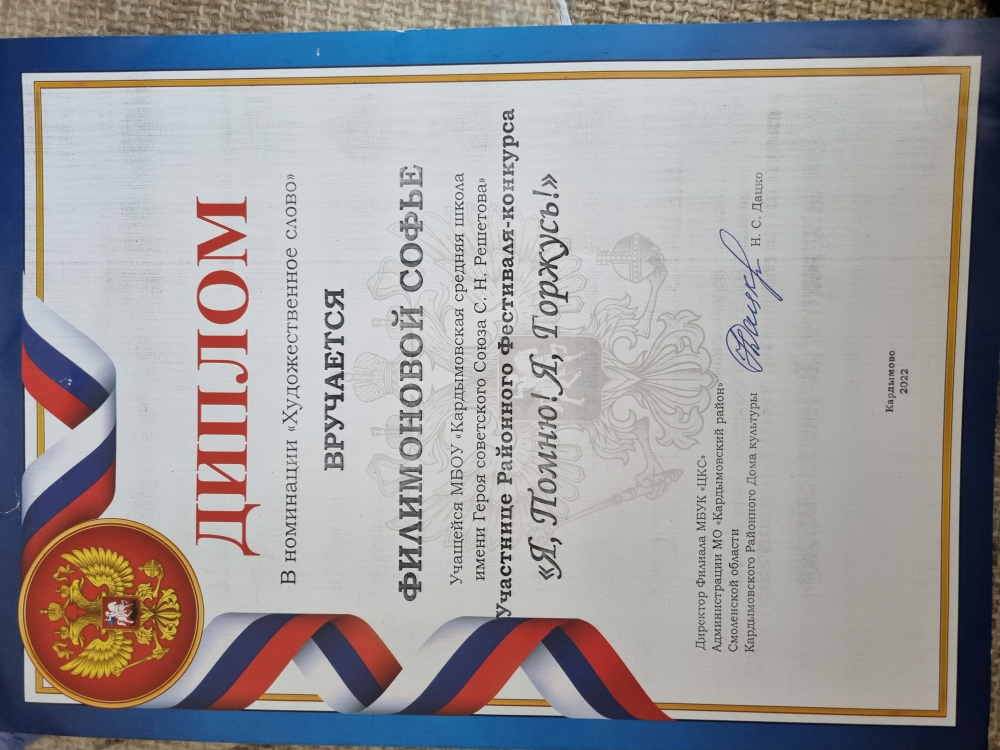 ДИПЛОМ
В номинации «Художественное слово»
ВРУЧАЕТСЯ
ФИЛИМОНОВОЙ СОФЬЕ
Учащейся МБОУ «Кардымовская средняя школа
имени Героя советского Союза С. Н. Решетова»
Участнице Районного Фестиваля-конкурса
«Я, Помню! Я, Горжусь!»
Директор Филиала МБУК «ЦКС»
Администрации МО «Кардымовский район»
Смоленской области
Кардымовского Районного Дома культуры Н. С. Дацко
Кардымово
2022